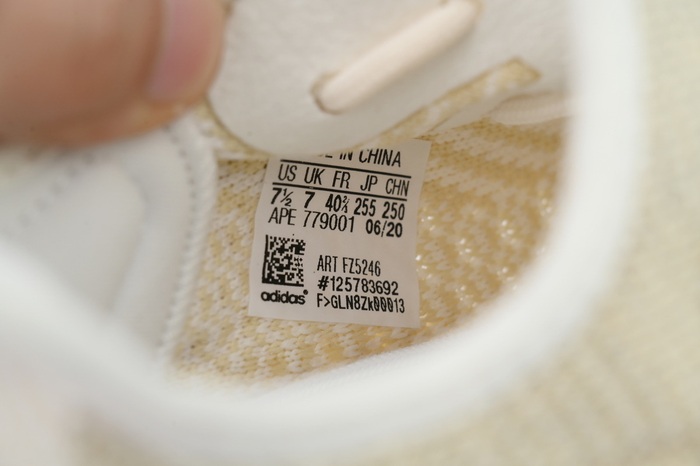 IN CHINA
US UK FR JP CHN
7½ 7 40⅔ 255 250
APE 779001 06/20
ART FZ5246
#125783692
adidas® F>GLN8Zk00013